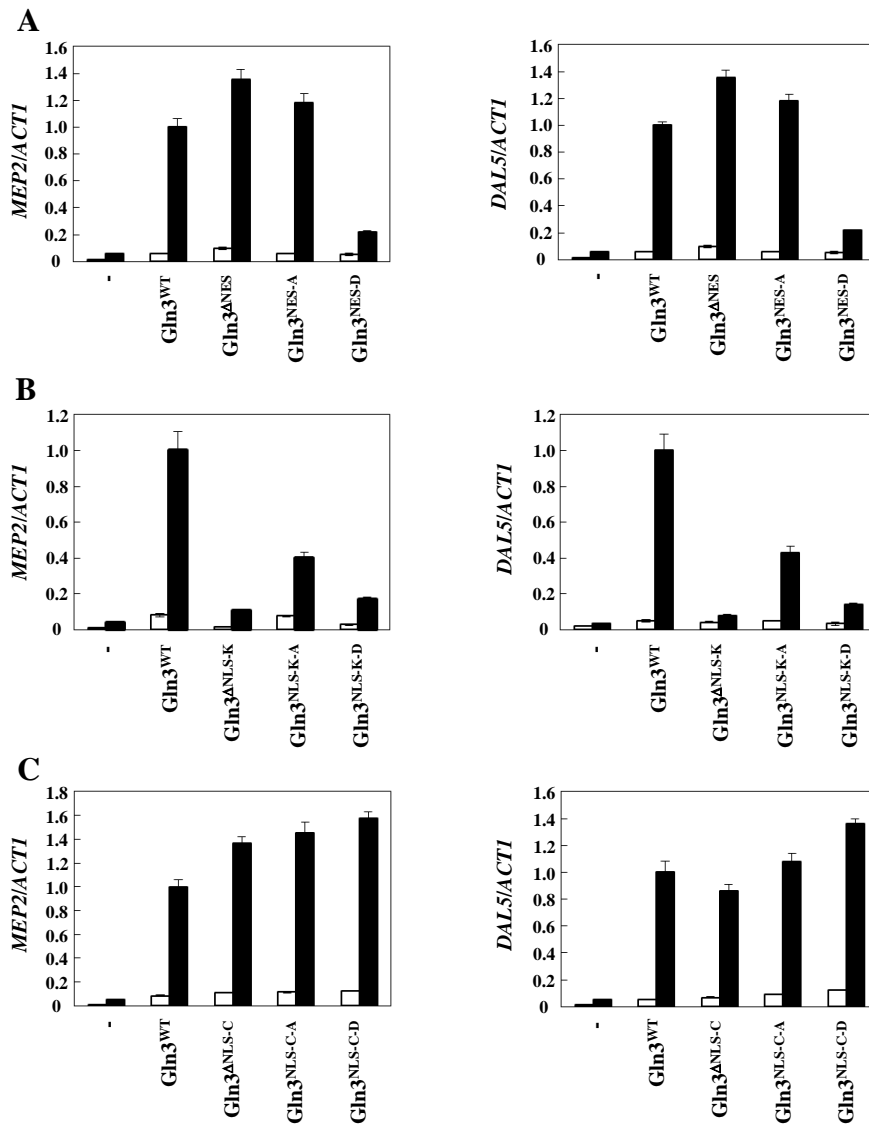 A
MEP2/ACT1
1.6
1.4
1.2
1.0
0.8
0.6
0.4
0.2
0
-
Gln3WT
Gln3ΔNES
Gln3NES-A
Gln3NES-D
DAL5/ACT1
1.6
1.4
1.2
1.0
0.8
0.6
0.4
0.2
0
-
Gln3WT
Gln3ΔNES
Gln3NES-A
Gln3NES-D
B
MEP2/ACT1
1.2
1.0
0.8
0.6
0.4
0.2
0
-
Gln3WT
Gln3ΔNLS-K
Gln3NLS-K-A
Gln3NLS-K-D
DAL5/ACT1
1.2
1.0
0.8
0.6
0.4
0.2
0
-
Gln3WT
Gln3ΔNLS-K
Gln3NLS-K-A
Gln3NLS-K-D
C
MEP2/ACT1
1.8
1.6
1.4
1.2
1.0
0.8
0.6
0.4
0.2
0
-
Gln3WT
Gln3ΔNLS-C
Gln3NLS-C-A
Gln3NLS-C-D
DAL5/ACT1
1.6
1.4
1.2
1.0
0.8
0.6
0.4
0.2
0
-
Gln3WT
Gln3ΔNLS-C
Gln3NLS-C-A
Gln3NLS-C-D